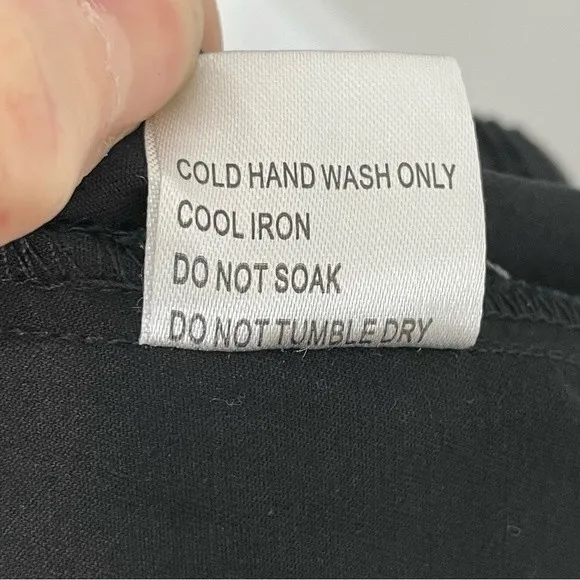 COLD HAND WASH ONLY
COOL IRON
DO NOT SOAK
DO NOT TUMBLE DRY